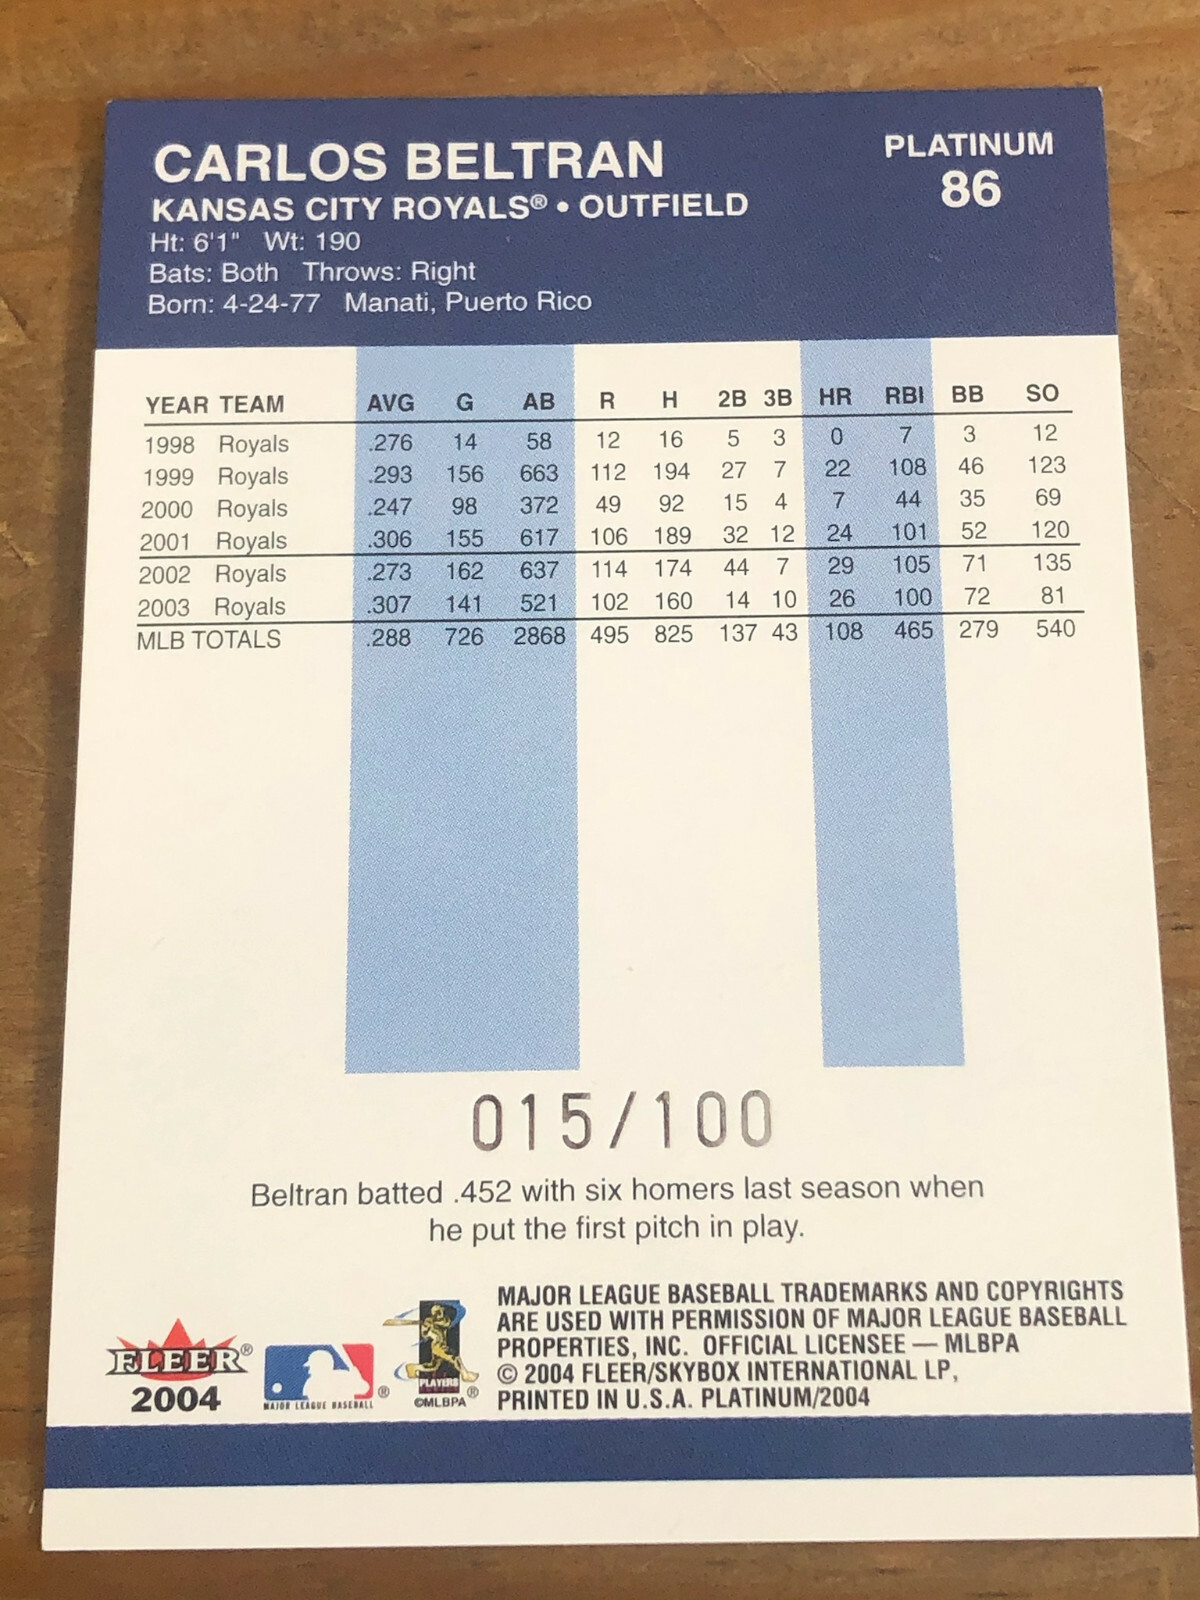 CARLOS BELTRAN
KANSAS CITY ROYALS® • OUTFIELD
Ht: 6'1" Wt: 190
Bats: Both Throws: Right
Born: 4-24-77 Manati, Puerto Rico
PLATINUM
86
YEAR TEAM AVG G AB R H 2B 3B HR RBI BB SO
1998 Royals .276 14 58 12 16 5 3 0 7 3 12
1999 Royals .293 156 663 112 194 27 7 22 108 46 123
2000 Royals .247 98 372 49 92 15 4 7 44 35 69
2001 Royals .306 155 617 106 189 32 12 24 101 52 120
2002 Royals .273 162 637 114 174 44 7 29 105 71 135
2003 Royals .307 141 521 102 160 14 10 26 100 72 81
MLB TOTALS .288 726 2868 495 825 137 43 108 465 279 540
015/100
Beltran batted .452 with six homers last season when
he put the first pitch in play.
FLEER®
2004
MAJOR LEAGUE BASEBALL
®
PLAYERS
©MLBPA®
MAJOR LEAGUE BASEBALL TRADEMARKS AND COPYRIGHTS
ARE USED WITH PERMISSION OF MAJOR LEAGUE BASEBALL
PROPERTIES, INC. OFFICIAL LICENSEE — MLBPA
© 2004 FLEER/SKYBOX INTERNATIONAL LP,
PRINTED IN U.S.A. PLATINUM/2004